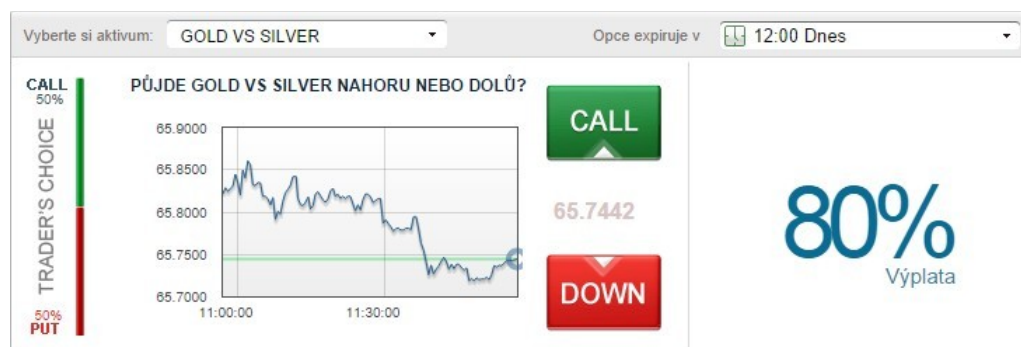 Vyberte si aktivum: GOLD VS SILVER Opce expiruje v 12:00 Dnes
CALL
50%
TRADER'S CHOICE
50%
PUT
PŮJDE GOLD VS SILVER NAHORU NEBO DOLŮ?
65.9000
65.8500
65.8000
65.7500
65.7000
11:00:00 11:30:00
CALL
65.7442
DOWN
80%
Výplata